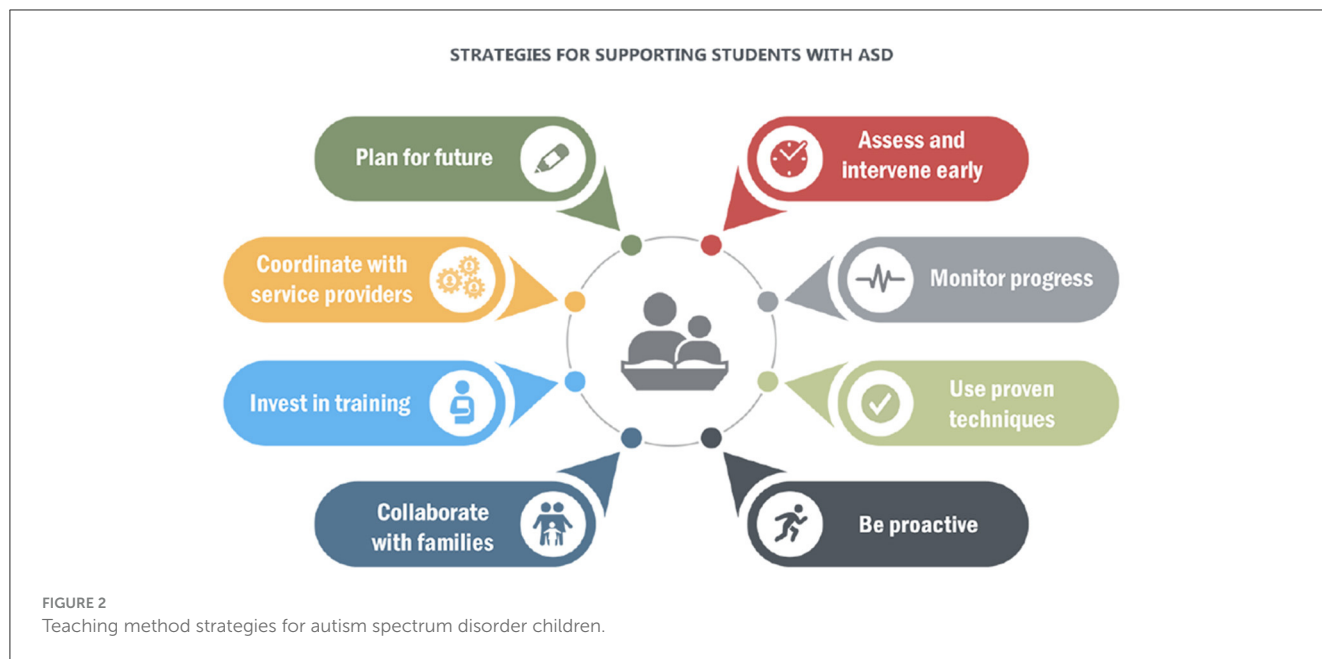 STRATEGIES FOR SUPPORTING STUDENTS WITH ASD
Plan for future
Assess and
intervene early
Coordinate with
service providers
Monitor progress
Invest in training
Use proven
techniques
Collaborate
with families
Be proactive
FIGURE 2
Teaching method strategies for autism spectrum disorder children.